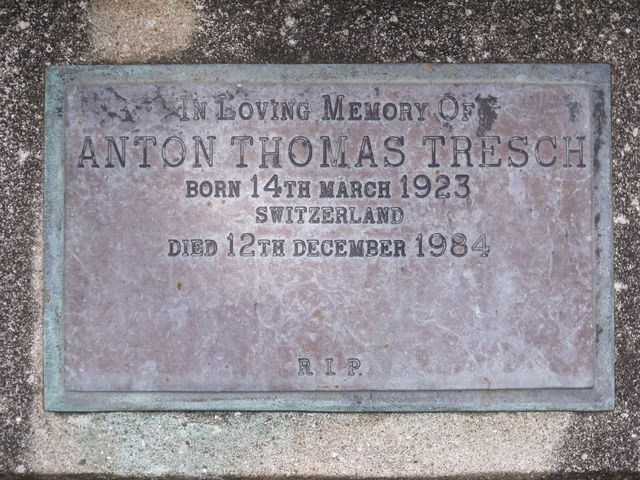 In Loving Memory Of
ANTON THOMAS TRESCH
BORN 14TH MARCH 1923
SWITZERLAND
DIED 12TH DECEMBER 1984
R I P.